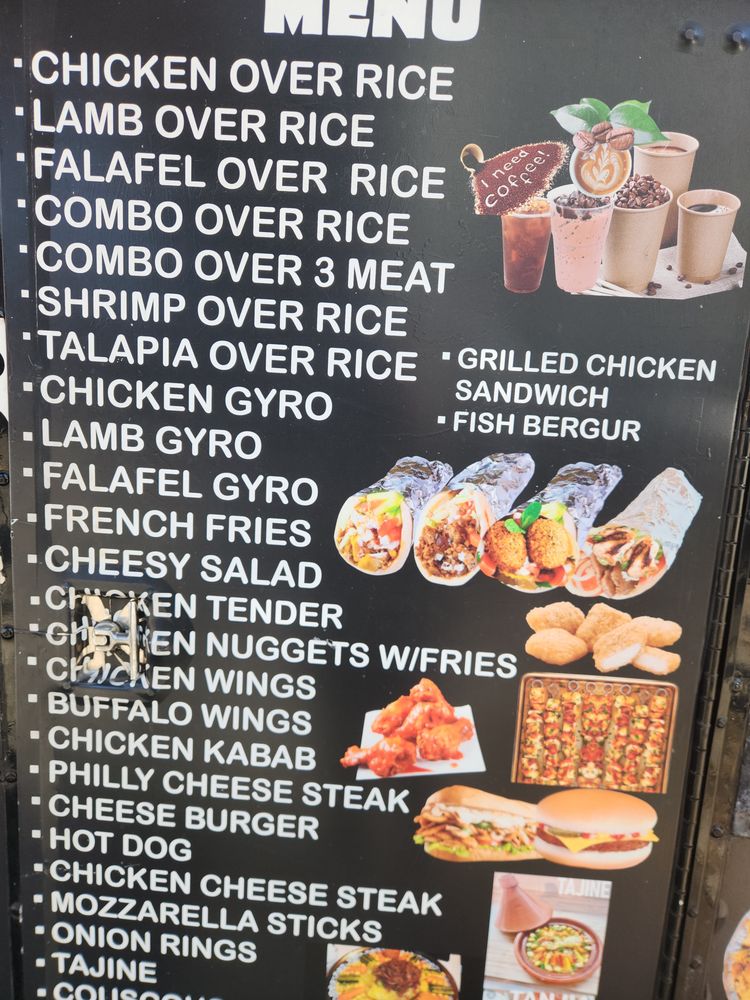 MENU
▪CHICKEN OVER RICE
▪LAMB OVER RICE
▪FALAFEL OVER RICE
▪COMBO OVER RICE
▪COMBO OVER 3 MEAT
▪SHRIMP OVER RICE
▪TALAPIA OVER RICE
▪CHICKEN GYRO
▪LAMB GYRO
▪FALAFEL GYRO
▪FRENCH FRIES
▪CHEESY SALAD
▪CHICKEN TENDER
▪CHICKEN NUGGETS W/FRIES
▪CHICKEN WINGS
▪BUFFALO WINGS
▪CHICKEN KABAB
▪PHILLY CHEESE STEAK
▪CHEESE BURGER
▪HOT DOG
▪CHICKEN CHEESE STEAK
▪MOZZARELLA STICKS
▪ONION RINGS
▪TAJINE
▪COUSCOUS
I need
coffee!
▪GRILLED CHICKEN
SANDWICH
▪FISH BERGUR
TAJINE